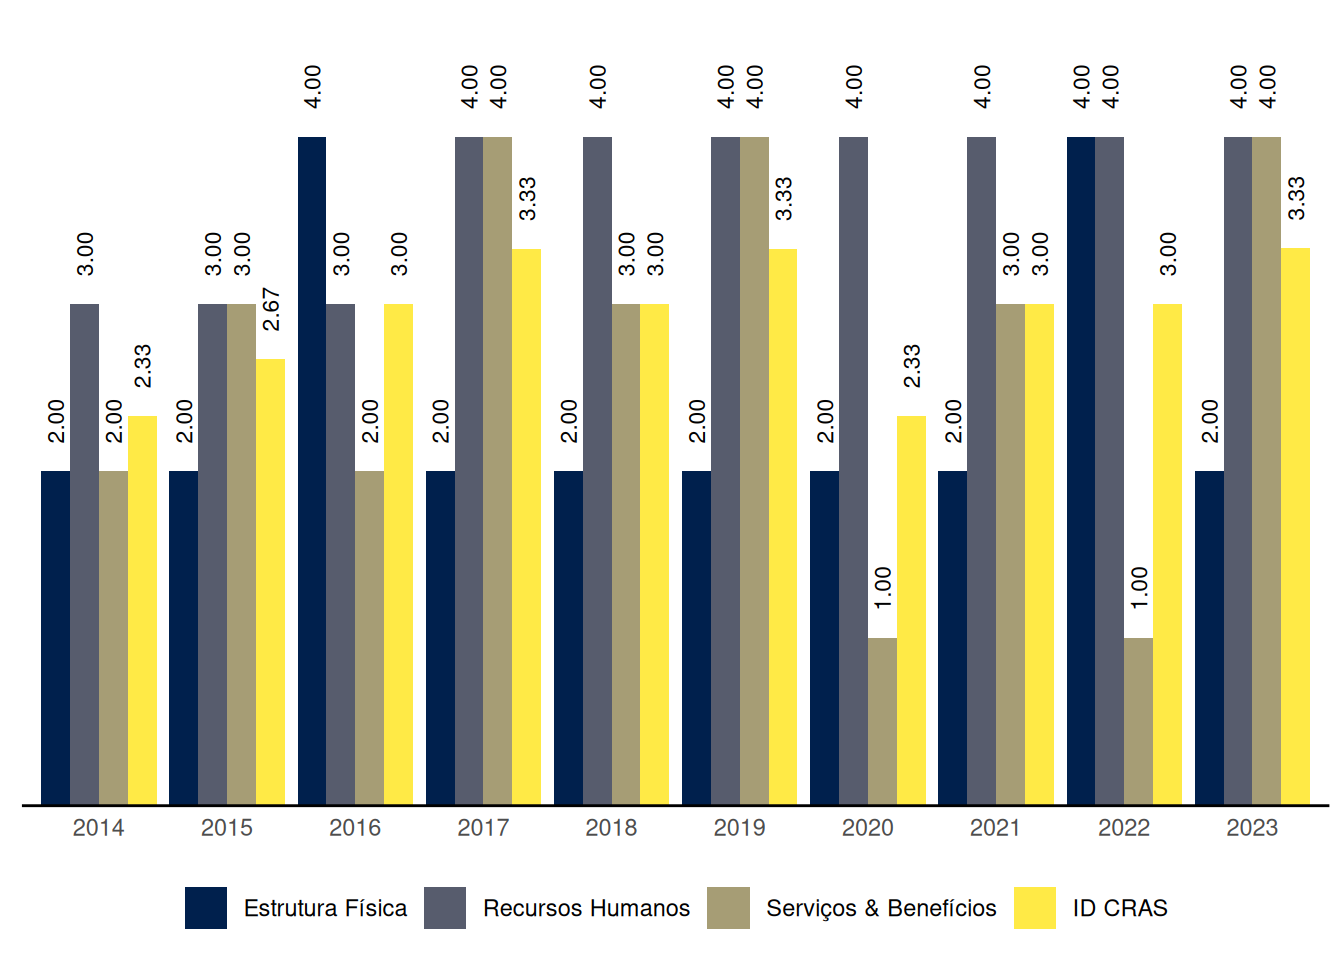 2.00 3.00 2.00 2.33 2.00 3.00 3.00 2.67 4.00 3.00 2.00 3.00 2.00 4.00 4.00 3.33 2.00 4.00 3.00 3.00 2.00 4.00 4.00 3.33 2.00 4.00 1.00 2.33 2.00 4.00 3.00 3.00 4.00 4.00 1.00 3.00 2.00 4.00 4.00 3.33
2014 2015 2016 2017 2018 2019 2020 2021 2022 2023
Estrutura Física Recursos Humanos Serviços & Benefícios ID CRAS